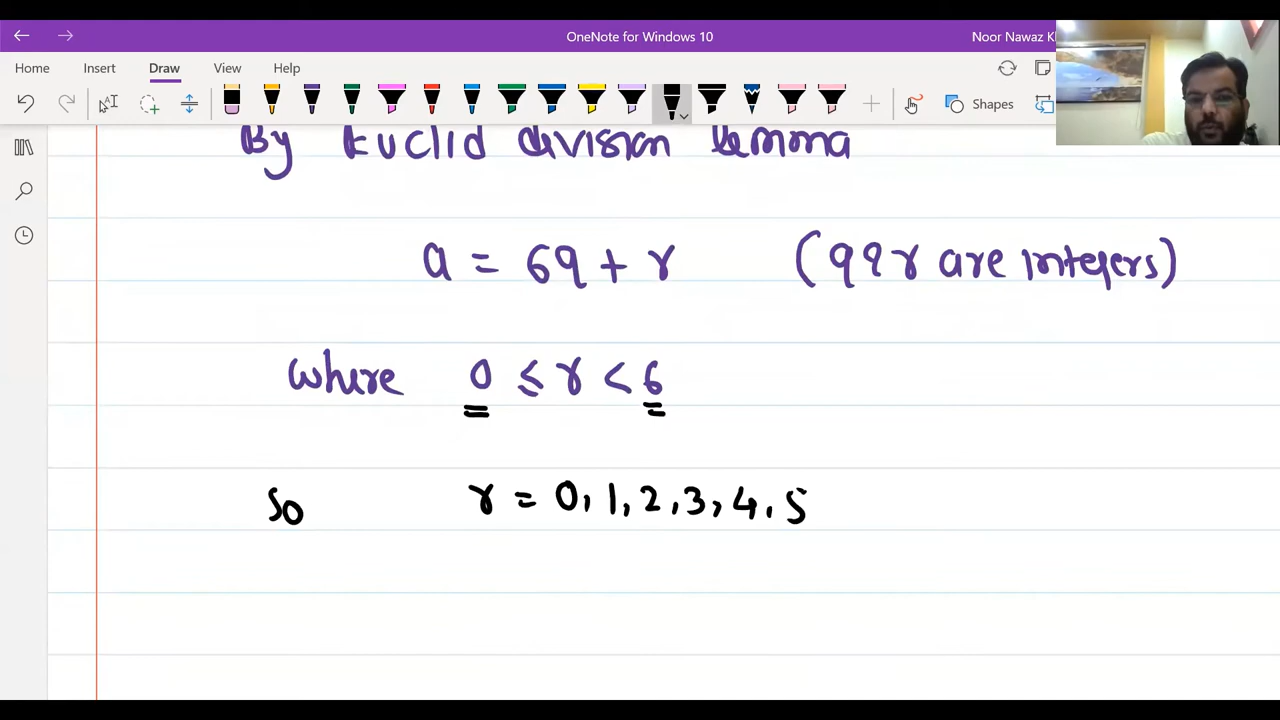 OneNote for Windows 10
Noor Nawaz Kh
Home Insert Draw View Help
Shapes
By Euclid division lemma
a = 6q + r (q & r are integers)
where 0 ≤ r < 6
So r = 0, 1, 2, 3, 4, 5